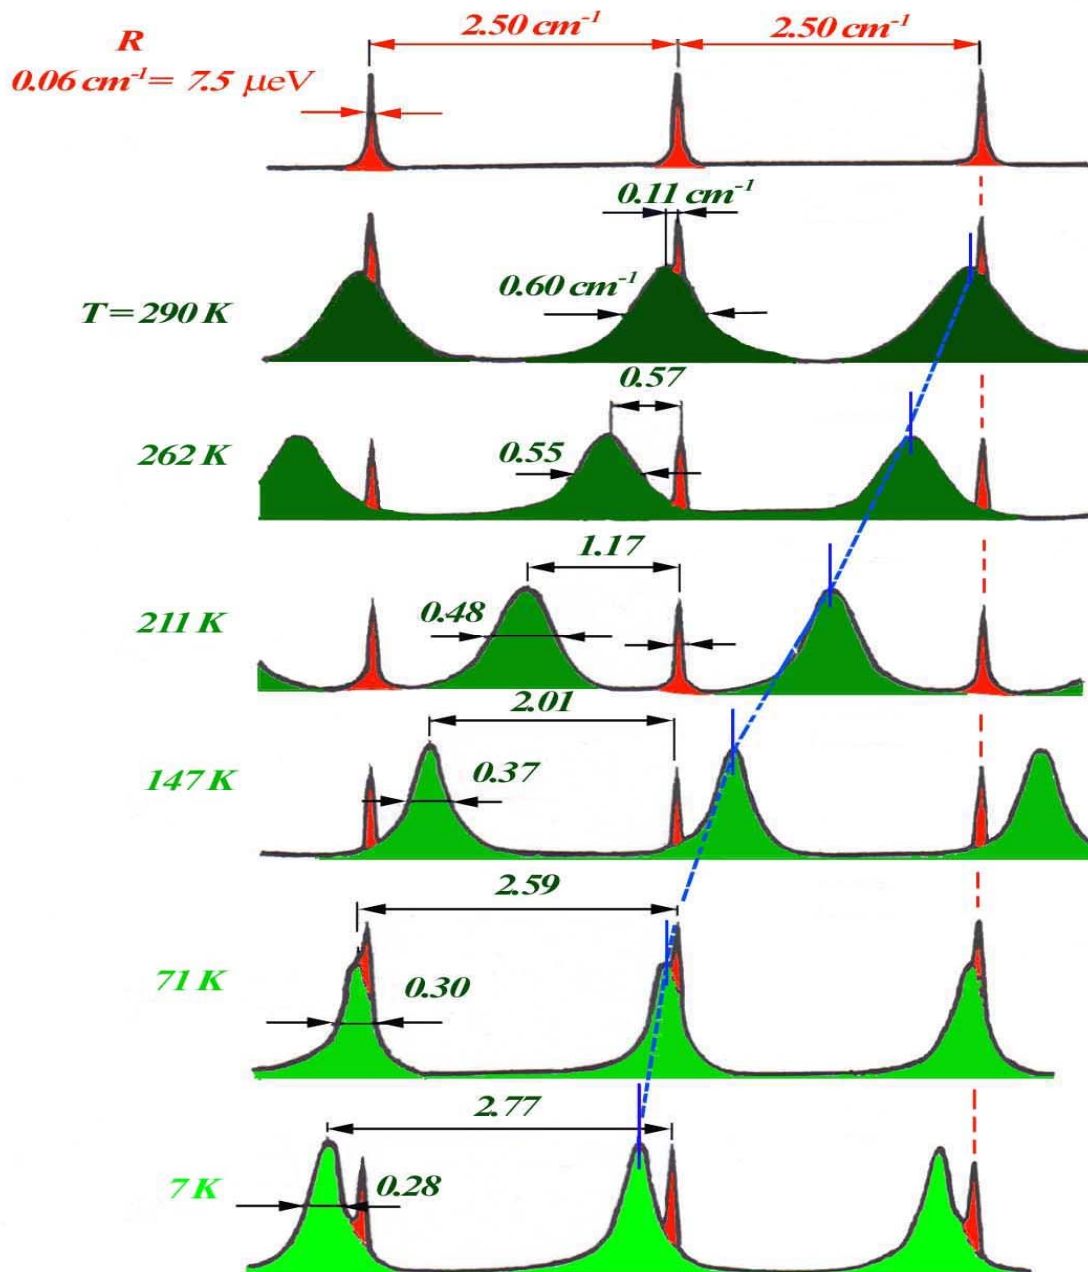 2.50 cm⁻¹ 2.50 cm⁻¹
R
0.06 cm⁻¹= 7.5 μeV
0.11 cm⁻¹
0.60 cm⁻¹
T=290 K
0.57
262 K
0.55
1.17
211 K
0.48
2.01
147 K
0.37
2.59
71 K
0.30
2.77
7 K
0.28